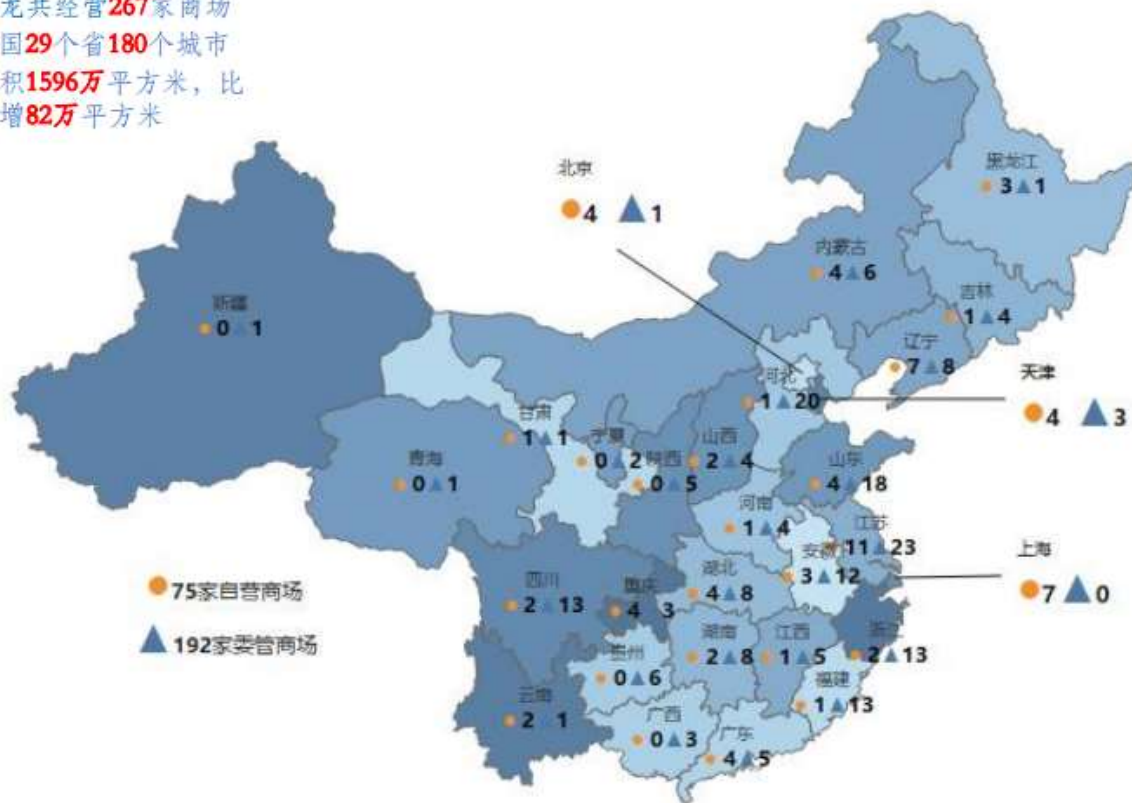 龙共经营267家商场
国29个省180个城市
积1596万平方米，比
增82万平方米
北京
4 1
黑龙江
3 1
内蒙古
4 6
吉林
1 4
新疆
0 1
辽宁
7 8
天津
4 3
河北
1 20
甘肃
1 1
宁夏
0 2
陕西
0 5
山西
2 4
青海
0 1
山东
4 18
河南
1 4
江苏
11 23
安徽
3 12
上海
7 0
湖北
4 8
四川
2 13
重庆
4 3
75家自营商场
192家委管商场
湖南
2 8
江西
1 5
浙江
2 13
贵州
0 6
福建
1 13
云南
2 1
广西
0 3
广东
4 5